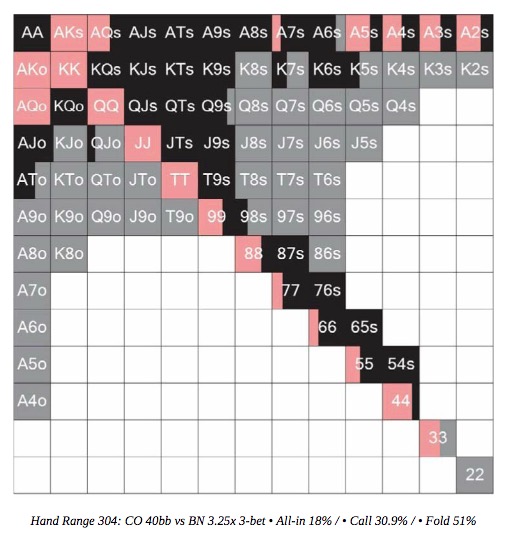 AA AKs AQs AJs ATs A9s A8s A7s A6s A5s A4s A3s A2s
AKo KK KQs KJs KTs K9s K8s K7s K6s K5s K4s K3s K2s
AQo KQo QQ QJs QTs Q9s Q8s Q7s Q6s Q5s Q4s
AJo KJo QJo JJ JTs J9s J8s J7s J6s J5s
ATo KTo QTo JTo TT T9s T8s T7s T6s
A9o K9o Q9o J9o T9o 99 98s 97s 96s
A8o K8o 88 87s 86s
A7o 77 76s
A6o 66 65s
A5o 55 54s
A4o 44
33
22
Hand Range 304: CO 40bb vs BN 3.25x 3-bet • All-in 18% / • Call 30.9% / • Fold 51%